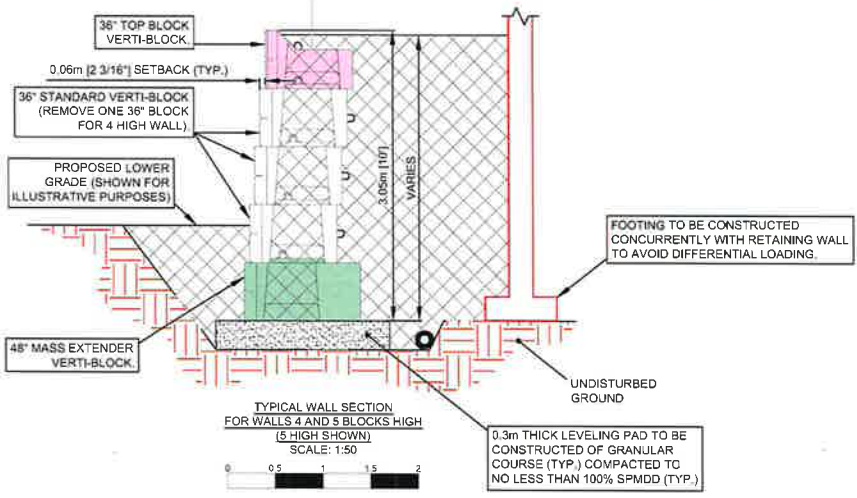 36" TOP BLOCK
VERTI-BLOCK.
0.06m [2 3/16"] SETBACK (TYP.)
36" STANDARD VERTI-BLOCK
(REMOVE ONE 36" BLOCK
FOR 4 HIGH WALL).
PROPOSED LOWER
GRADE (SHOWN FOR
ILLUSTRATIVE PURPOSES)
3.05m [10']
VARIES
FOOTING TO BE CONSTRUCTED
CONCURRENTLY WITH RETAINING WALL
TO AVOID DIFFERENTIAL LOADING.
48" MASS EXTENDER
VERTI-BLOCK.
UNDISTURBED
GROUND
TYPICAL WALL SECTION
FOR WALLS 4 AND 5 BLOCKS HIGH
(5 HIGH SHOWN)
SCALE: 1:50
0 0.5 1 1.5 2
0.3m THICK LEVELING PAD TO BE
CONSTRUCTED OF GRANULAR
COURSE (TYP.) COMPACTED TO
NO LESS THAN 100% SPMDD (TYP.)